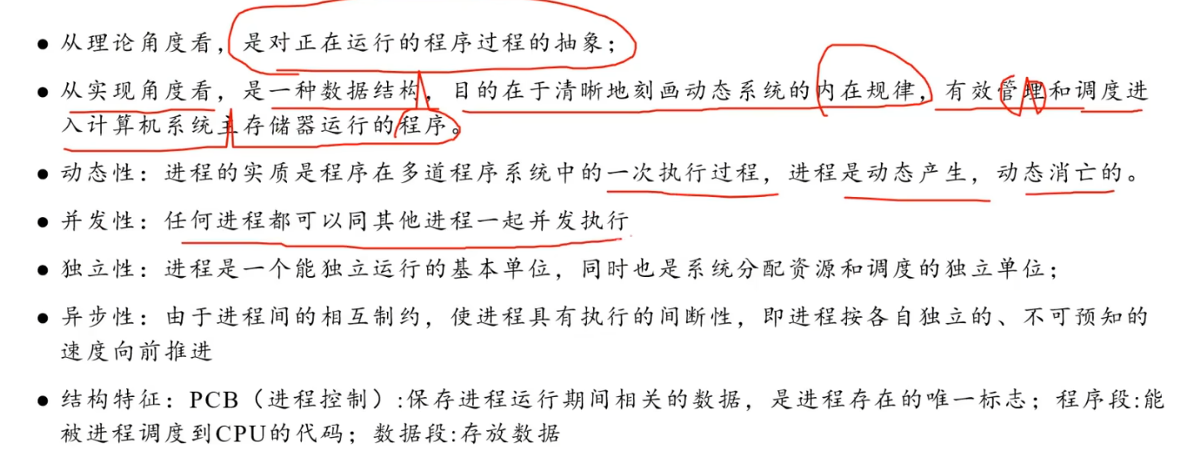 ● 从理论角度看，是对正在运行的程序过程的抽象；
● 从实现角度看，是一种数据结构，目的在于清晰地刻画动态系统的内在规律，有效管理和调度进
入计算机系统主存储器运行的程序。
● 动态性：进程的实质是程序在多道程序系统中的一次执行过程，进程是动态产生，动态消亡的。
● 并发性：任何进程都可以同其他进程一起并发执行
● 独立性：进程是一个能独立运行的基本单位，同时也是系统分配资源和调度的独立单位；
● 异步性：由于进程间的相互制约，使进程具有执行的间断性，即进程按各自独立的、不可预知的
速度向前推进
● 结构特征：PCB（进程控制）:保存进程运行期间相关的数据，是进程存在的唯一标志；程序段:能
被进程调度到CPU的代码；数据段:存放数据